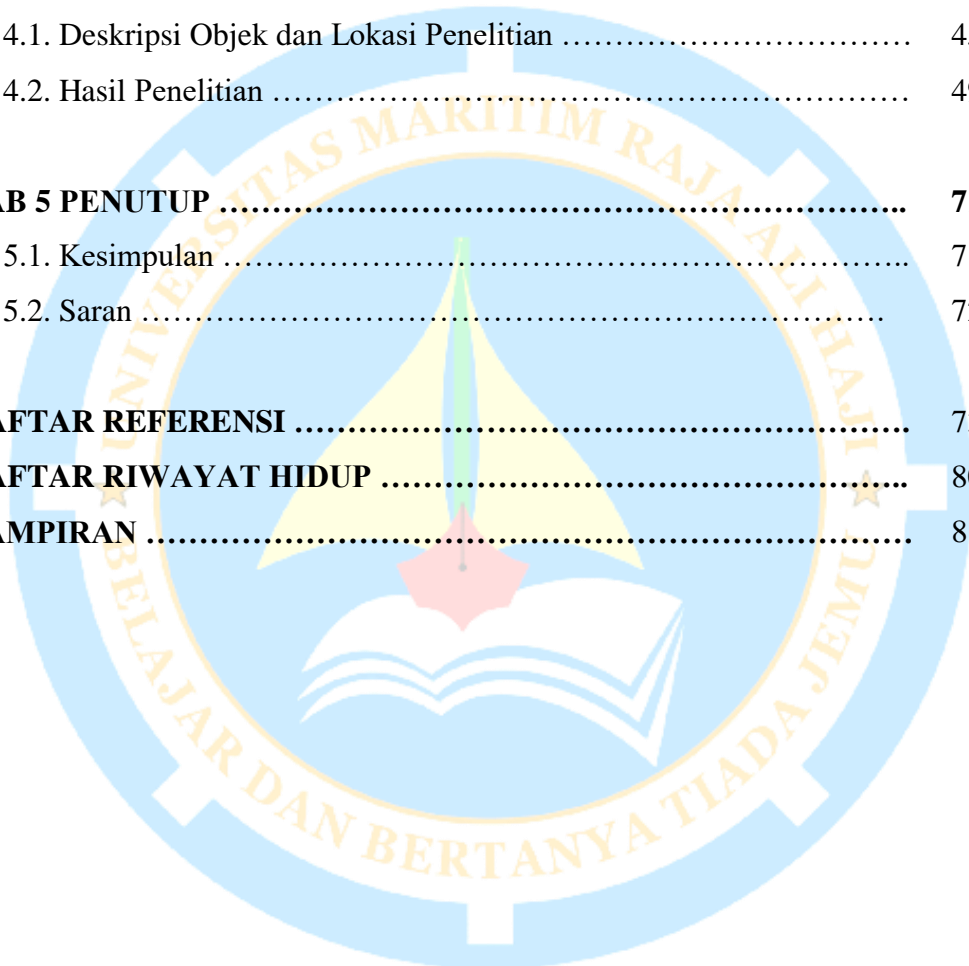 4.1. Deskripsi Objek dan Lokasi Penelitian ……………………………
4.2. Hasil Penelitian ……………………………………………………
AB 5 PENUTUP ………………………………………………………..
5.1. Kesimpulan ………………………………………………………..
5.2. Saran ……………………………………………………………
AFTAR REFERENSI ………………………………………………….
AFTAR RIWAYAT HIDUP …………………………………………..
AMPIRAN ………………………………………………………………
UNIVERSITAS MARITIM RAJA ALI HAJI
BELAJAR DAN BERTANYA TIADA JEMU